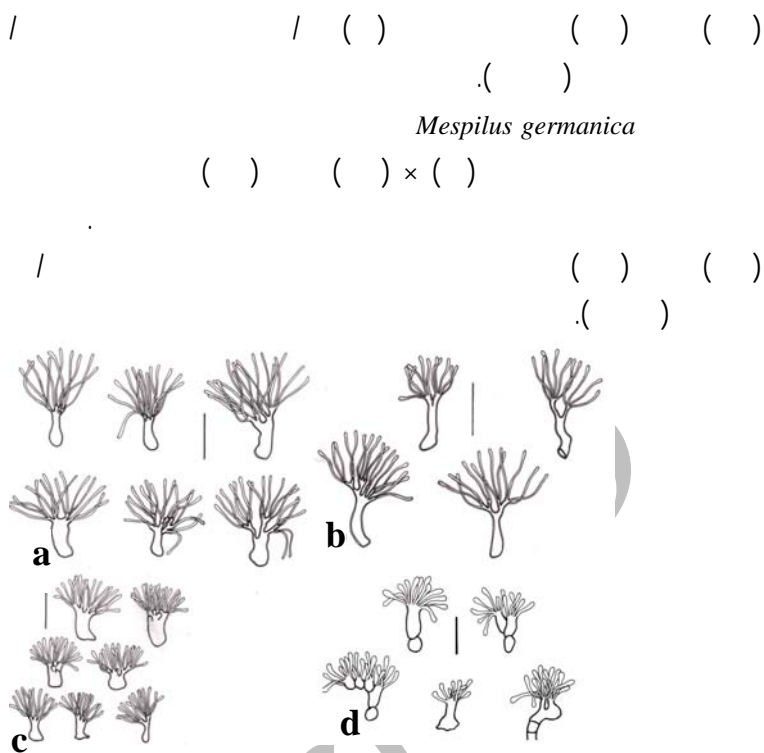 / / ( ) ( ) ( )
.( )
Mespilus germanica
( ) ( ) × ( )
.
/ ( ) ( )
.( )
a
b
c
d